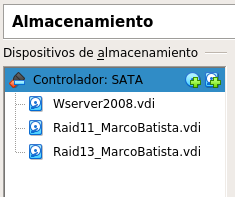 Almacenamiento
Dispositivos de almacenamiento
Controlador: SATA
Wserver2008.vdi
Raid11_MarcoBatista.vdi
Raid13_MarcoBatista.vdi